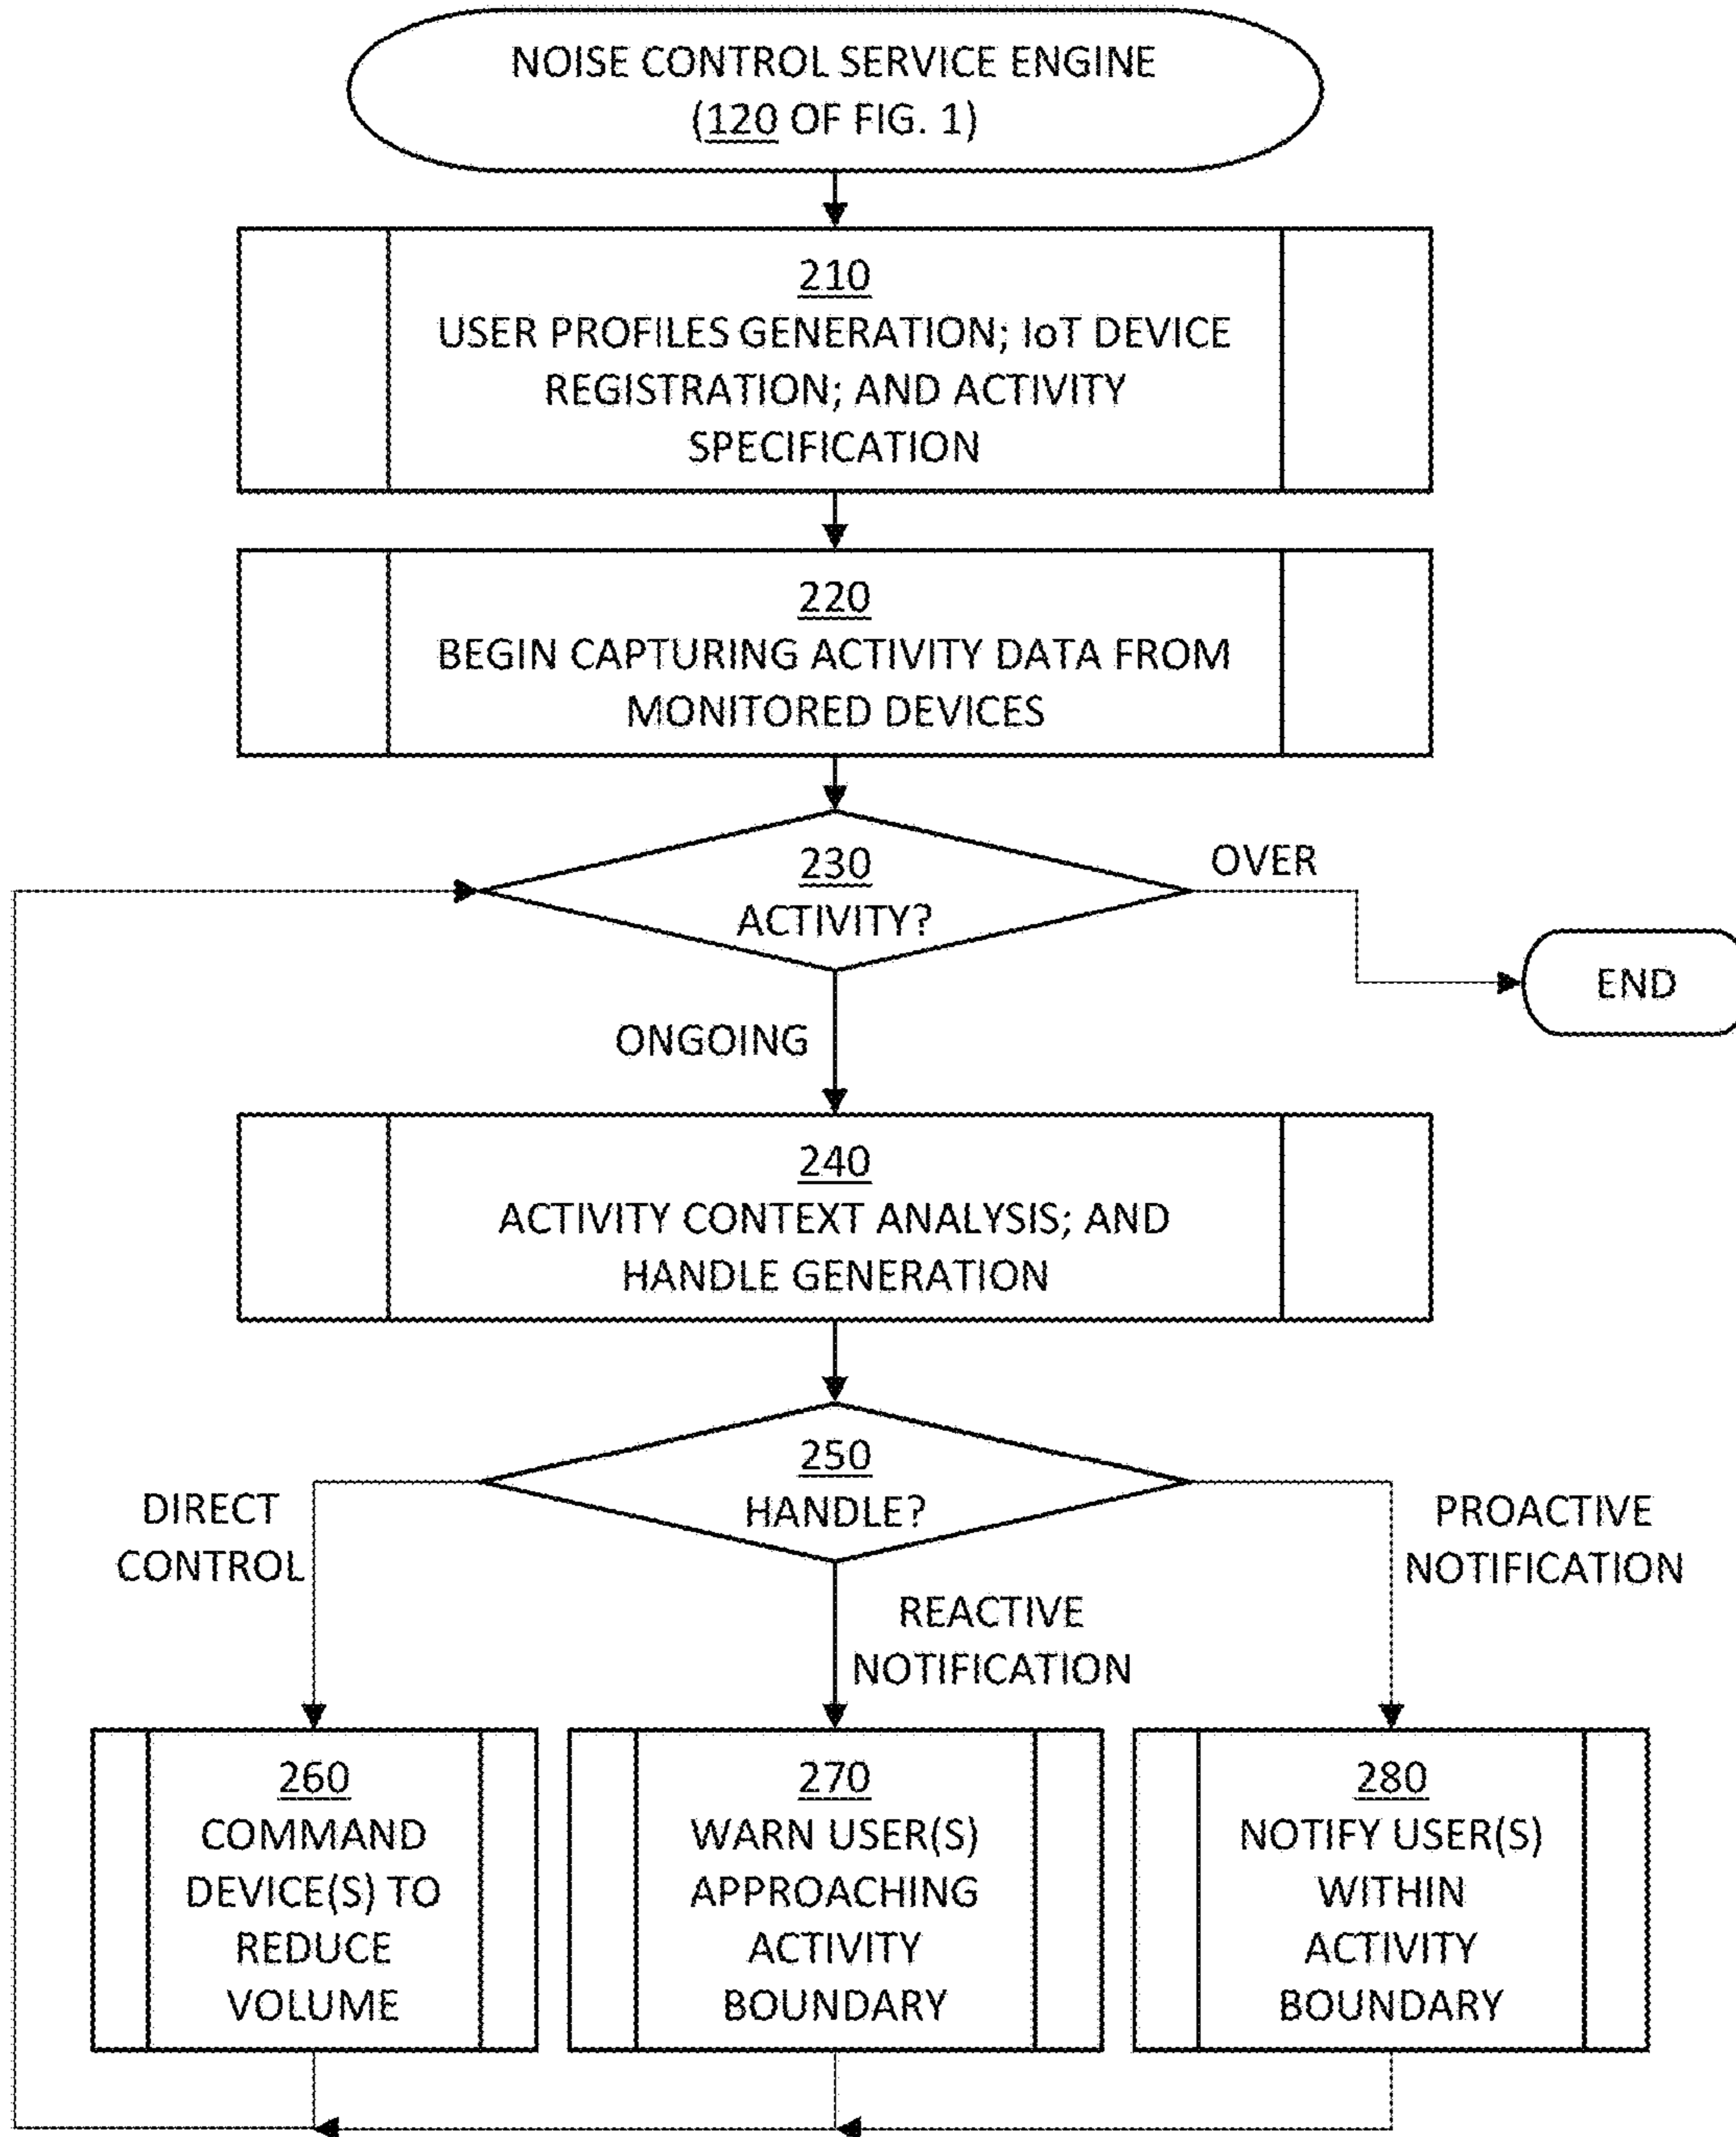 NOISE CONTROL SERVICE ENGINE
(120 OF FIG. 1)
210
USER PROFILES GENERATION; IoT DEVICE
REGISTRATION; AND ACTIVITY
SPECIFICATION
220
BEGIN CAPTURING ACTIVITY DATA FROM
MONITORED DEVICES
230
ACTIVITY?
OVER
END
ONGOING
240
ACTIVITY CONTEXT ANALYSIS; AND
HANDLE GENERATION
250
HANDLE?
DIRECT
CONTROL
REACTIVE
NOTIFICATION
PROACTIVE
NOTIFICATION
260
COMMAND
DEVICE(S) TO
REDUCE
VOLUME
270
WARN USER(S)
APPROACHING
ACTIVITY
BOUNDARY
280
NOTIFY USER(S)
WITHIN
ACTIVITY
BOUNDARY